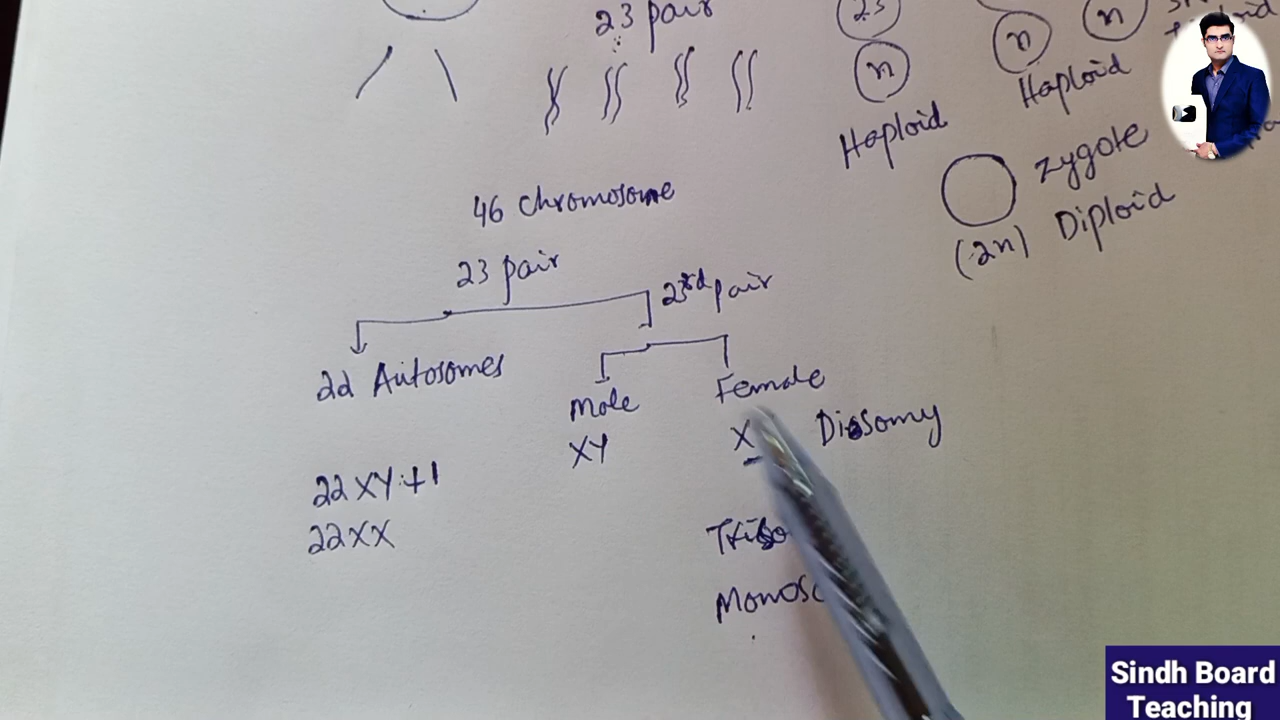 23 pair
23
n
n
n
Haploid
Haploid
zygote
(2n) Diploid
46 Chromosome
23 pair
23rd pair
22 Autosomes
Male
Female
XY
X
Diosomy
22XY+1
22XX
Sindh Board
Teaching